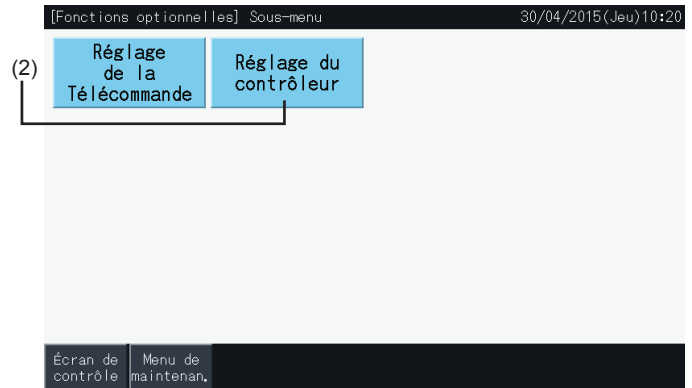 [Fonctions optionnelles] Sous-menu 30/04/2015(Jeu)10:20
(2)
Réglage
de la
Télécommande
Réglage du
contrôleur
Écran de
contrôle
Menu de
maintenan.